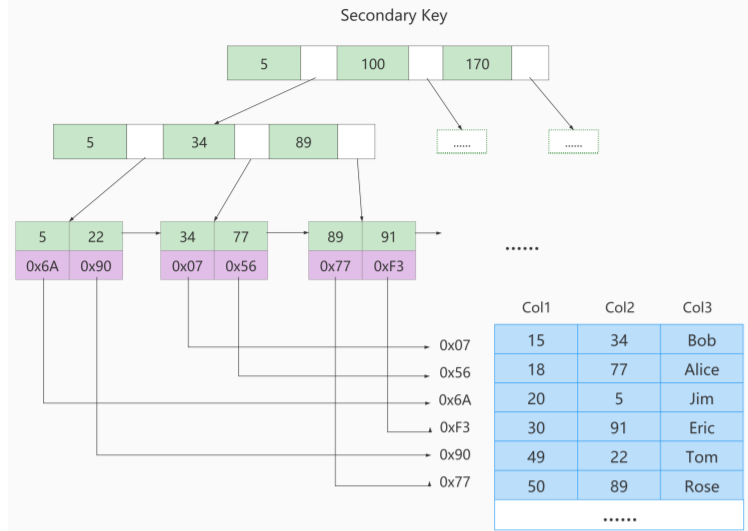 Secondary Key
5 100 170
5 34 89
...... ......
5 22 34 77 89 91
0x6A 0x90 0x07 0x56 0x77 0xF3
......
Col1 Col2 Col3
0x07 15 34 Bob
0x56 18 77 Alice
0x6A 20 5 Jim
0xF3 30 91 Eric
0x90 49 22 Tom
0x77 50 89 Rose
......